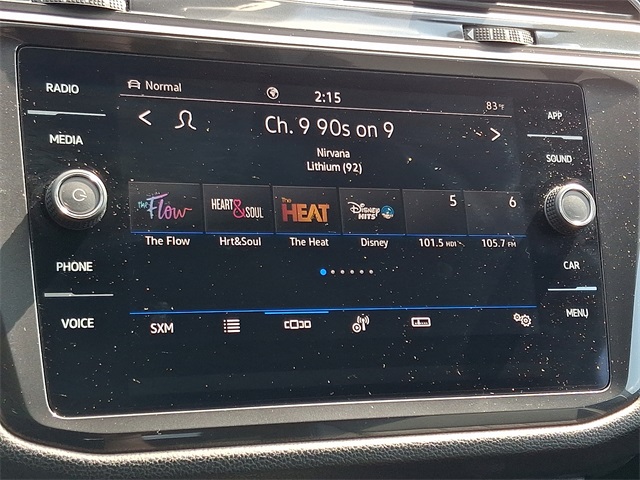 RADIO
MEDIA
PHONE
VOICE
Normal
2:15
83°F
Ch. 9 90s on 9
Nirvana
Lithium (92)
the Flow
HEART & SOUL
The HEAT
Disney HITS
5
6
The Flow
Hrt&Soul
The Heat
Disney
101.5 HD1
105.7 FM
SXM
APP
SOUND
CAR
MENU